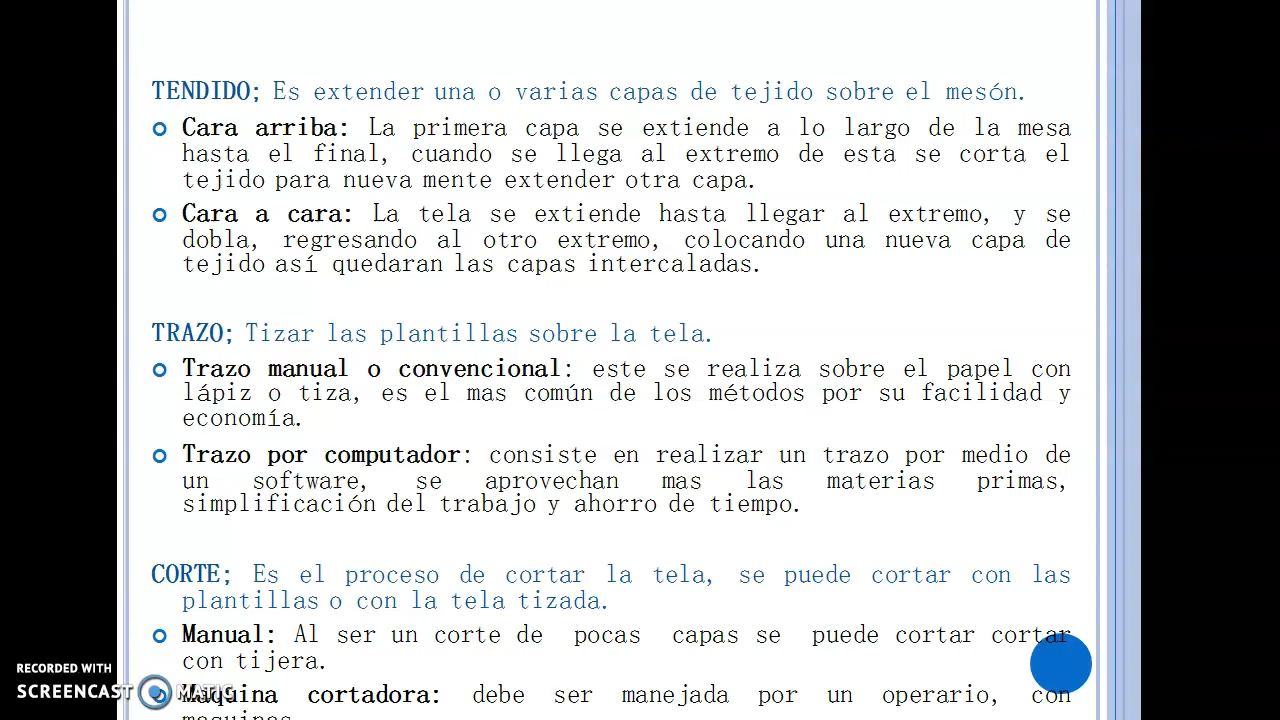 TENDIDO; Es extender una o varias capas de tejido sobre el mesón.
Cara arriba: La primera capa se extiende a lo largo de la mesa
hasta el final, cuando se llega al extremo de esta se corta el
tejido para nueva mente extender otra capa.
Cara a cara: La tela se extiende hasta llegar al extremo, y se
dobla, regresando al otro extremo, colocando una nueva capa de
tejido así quedaran las capas intercaladas.
TRAZO; Tizar las plantillas sobre la tela.
Trazo manual o convencional: este se realiza sobre el papel con
lápiz o tiza, es el mas común de los métodos por su facilidad y
economía.
Trazo por computador: consiste en realizar un trazo por medio de
un software, se aprovechan mas las materias primas,
simplificación del trabajo y ahorro de tiempo.
CORTE; Es el proceso de cortar la tela, se puede cortar con las
plantillas o con la tela tizada.
Manual: Al ser un corte de pocas capas se puede cortar cortar
con tijera.
Maquina cortadora: debe ser manejada por un operario, con
maquinas
RECORDED WITH
SCREENCAST MATIC